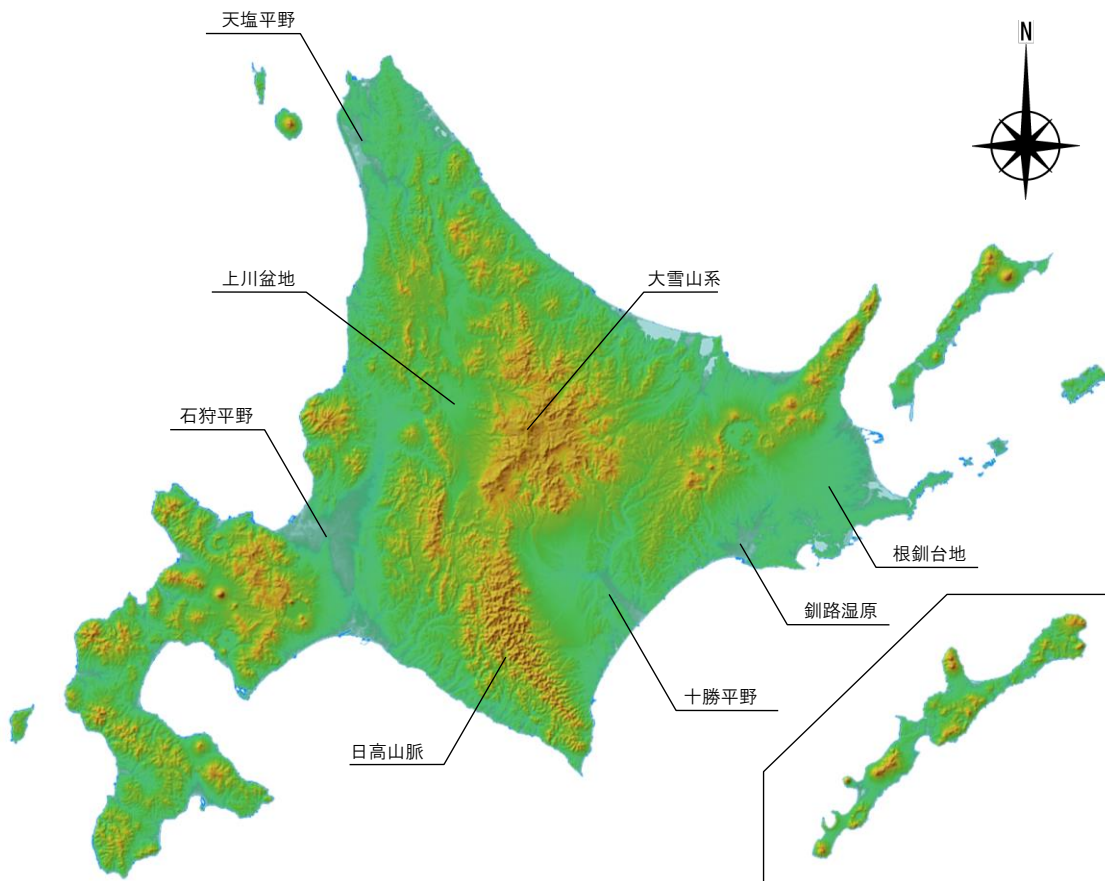 天塩平野
N
上川盆地
大雪山系
石狩平野
根釧台地
釧路湿原
十勝平野
日高山脈